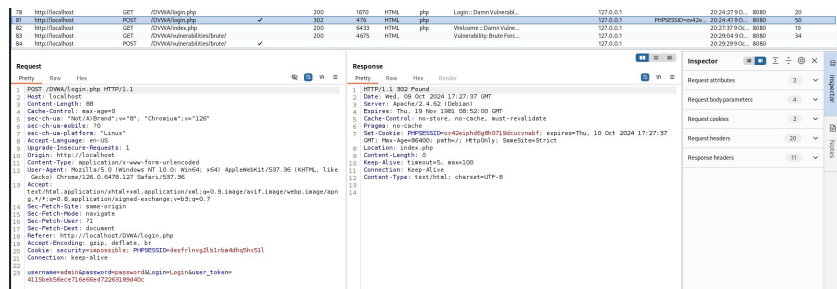 78 http://localhost GET /DVWA/login.php 200 1670 HTML php Login :: Damn Vulnerabl... 127.0.0.1 20:24:27 9 O... 8080 20
81 http://localhost POST /DVWA/login.php ✓ 302 476 HTML php 127.0.0.1 PHPSESSID=ov42e... 20:24:41 9 O... 8080 50
82 http://localhost GET /DVWA/index.php 200 6433 HTML php Welcome :: Damn Vulne... 127.0.0.1 20:27:37 9 O... 8080 19
83 http://localhost GET /DVWA/vulnerabilities/brute/ 200 4675 HTML Vulnerability: Brute Forc... 127.0.0.1 20:29:04 9 O... 8080 34
84 http://localhost POST /DVWA/vulnerabilities/brute/ ✓ 127.0.0.1 20:29:29 9 O... 8080
Request
Pretty Raw Hex
1 POST /DVWA/login.php HTTP/1.1
2 Host: localhost
3 Content-Length: 88
4 Cache-Control: max-age=0
5 sec-ch-ua: "Not/A)Brand";v="8", "Chromium";v="126"
6 sec-ch-ua-mobile: ?0
7 sec-ch-ua-platform: "Linux"
8 Accept-Language: en-US
9 Upgrade-Insecure-Requests: 1
10 Origin: http://localhost
11 Content-Type: application/x-www-form-urlencoded
12 User-Agent: Mozilla/5.0 (Windows NT 10.0; Win64; x64) AppleWebKit/537.36 (KHTML, like
Gecko) Chrome/126.0.6478.127 Safari/537.36
13 Accept:
text/html,application/xhtml+xml,application/xml;q=0.9,image/avif,image/webp,image/apn
g,*/*;q=0.8,application/signed-exchange;v=b3;q=0.7
14 Sec-Fetch-Site: same-origin
15 Sec-Fetch-Mode: navigate
16 Sec-Fetch-User: ?1
17 Sec-Fetch-Dest: document
18 Referer: http://localhost/DVWA/login.php
19 Accept-Encoding: gzip, deflate, br
20 Cookie: security=impossible; PHPSESSID=desfrlnvg2lb1rbm4dhq5hv51l
21 Connection: keep-alive
22
23 username=admin&password=password&Login=Login&user_token=
4115beb56ece716e66ed72263189d40c
Response
Pretty Raw Hex Render
1 HTTP/1.1 302 Found
2 Date: Wed, 09 Oct 2024 17:27:37 GMT
3 Server: Apache/2.4.62 (Debian)
4 Expires: Thu, 19 Nov 1981 08:52:00 GMT
5 Cache-Control: no-store, no-cache, must-revalidate
6 Pragma: no-cache
7 Set-Cookie: PHPSESSID=ov42eiphd6g8h0719dcucvnabf; expires=Thu, 10 Oct 2024 17:27:37
GMT; Max-Age=86400; path=/; HttpOnly; SameSite=Strict
8 Location: index.php
9 Content-Length: 0
10 Keep-Alive: timeout=5, max=100
11 Connection: Keep-Alive
12 Content-Type: text/html; charset=UTF-8
13
14
Inspector
Request attributes 2
Request body parameters 4
Request cookies 2
Request headers 20
Response headers 11
Inspector
Notes